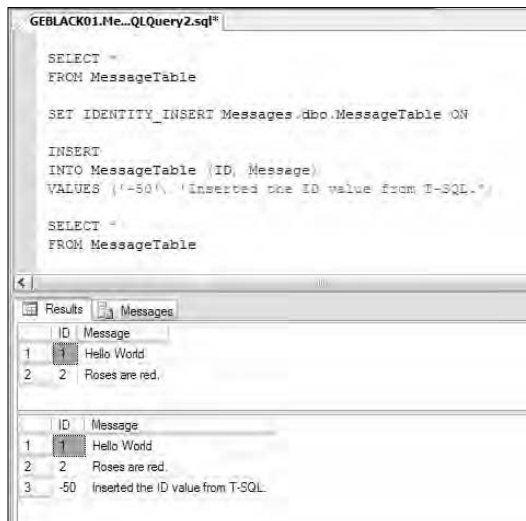 GEBLACK01.Me...QLQuery2.sql*
SELECT *
FROM MessageTable
SET IDENTITY_INSERT Messages.dbo.MessageTable ON
INSERT
INTO MessageTable (ID, Message)
VALUES ('-50', 'Inserted the ID value from T-SQL.')
SELECT *
FROM MessageTable
Results Messages
ID Message
1 1 Hello World
2 2 Roses are red.
ID Message
1 1 Hello World
2 2 Roses are red.
3 -50 Inserted the ID value from T-SQL.